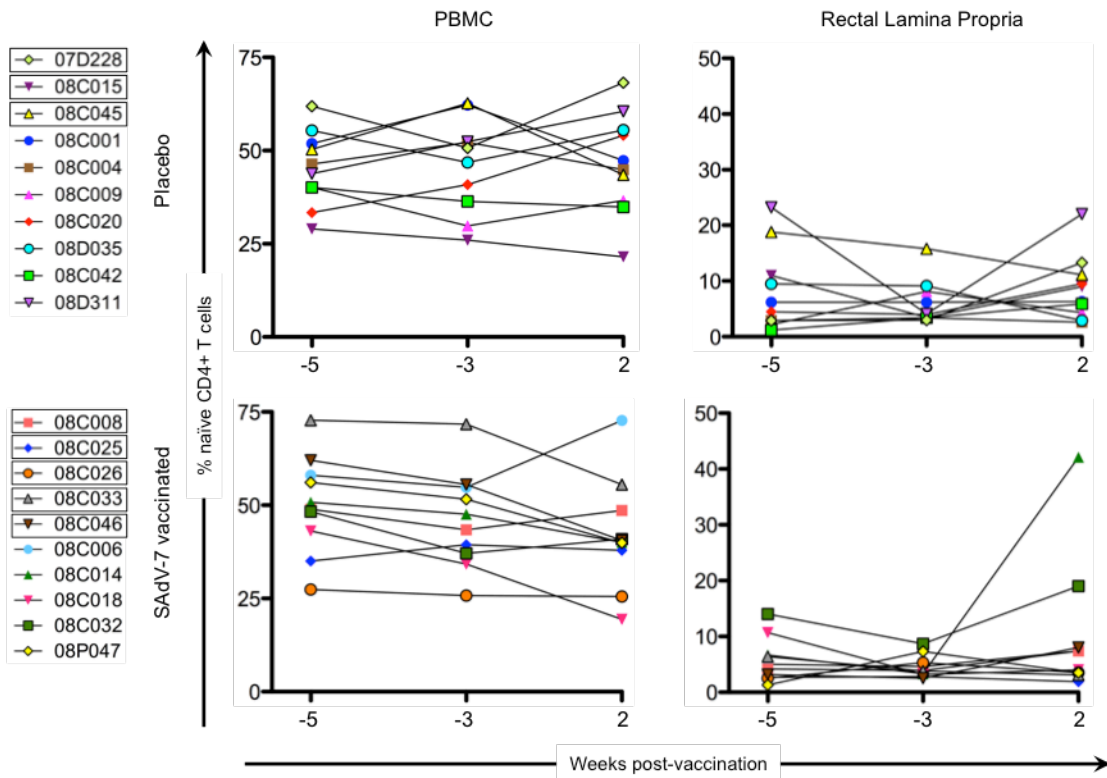 PBMC
Rectal Lamina Propria
07D228
08C015
08C045
08C001
08C004
08C009
08C020
08D035
08C042
08D311
Placebo
% naïve CD4+ T cells
75
50
25
0
-5
-3
2
50
40
30
20
10
0
-5
-3
2
08C008
08C025
08C026
08C033
08C046
08C006
08C014
08C018
08C032
08P047
SAdV-7 vaccinated
75
50
25
0
-5
-3
2
50
40
30
20
10
0
-5
-3
2
Weeks post-vaccination